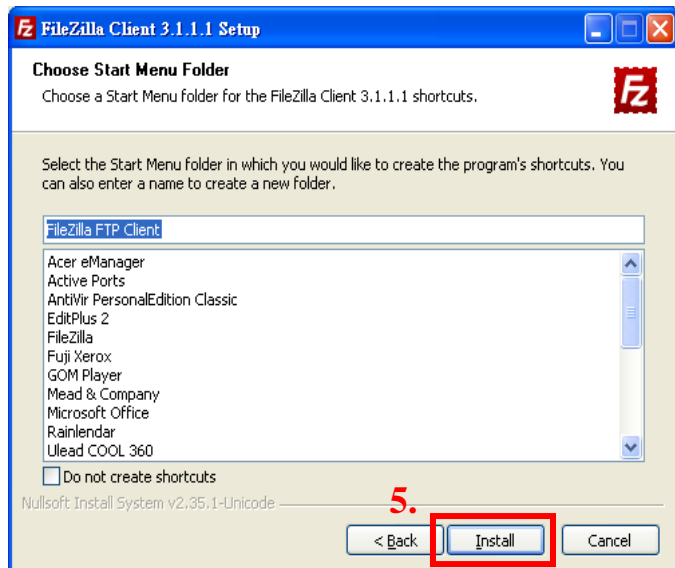 FileZilla Client 3.1.1.1 Setup
Choose Start Menu Folder
Choose a Start Menu folder for the FileZilla Client 3.1.1.1 shortcuts.
Fz
Select the Start Menu folder in which you would like to create the program's shortcuts. You
can also enter a name to create a new folder.
FileZilla FTP Client
Acer eManager
Active Ports
AntiVir PersonalEdition Classic
EditPlus 2
FileZilla
Fuji Xerox
GOM Player
Mead & Company
Microsoft Office
Rainlendar
Ulead COOL 360
Do not create shortcuts
Nullsoft Install System v2.35.1-Unicode
5.
< Back
Install
Cancel